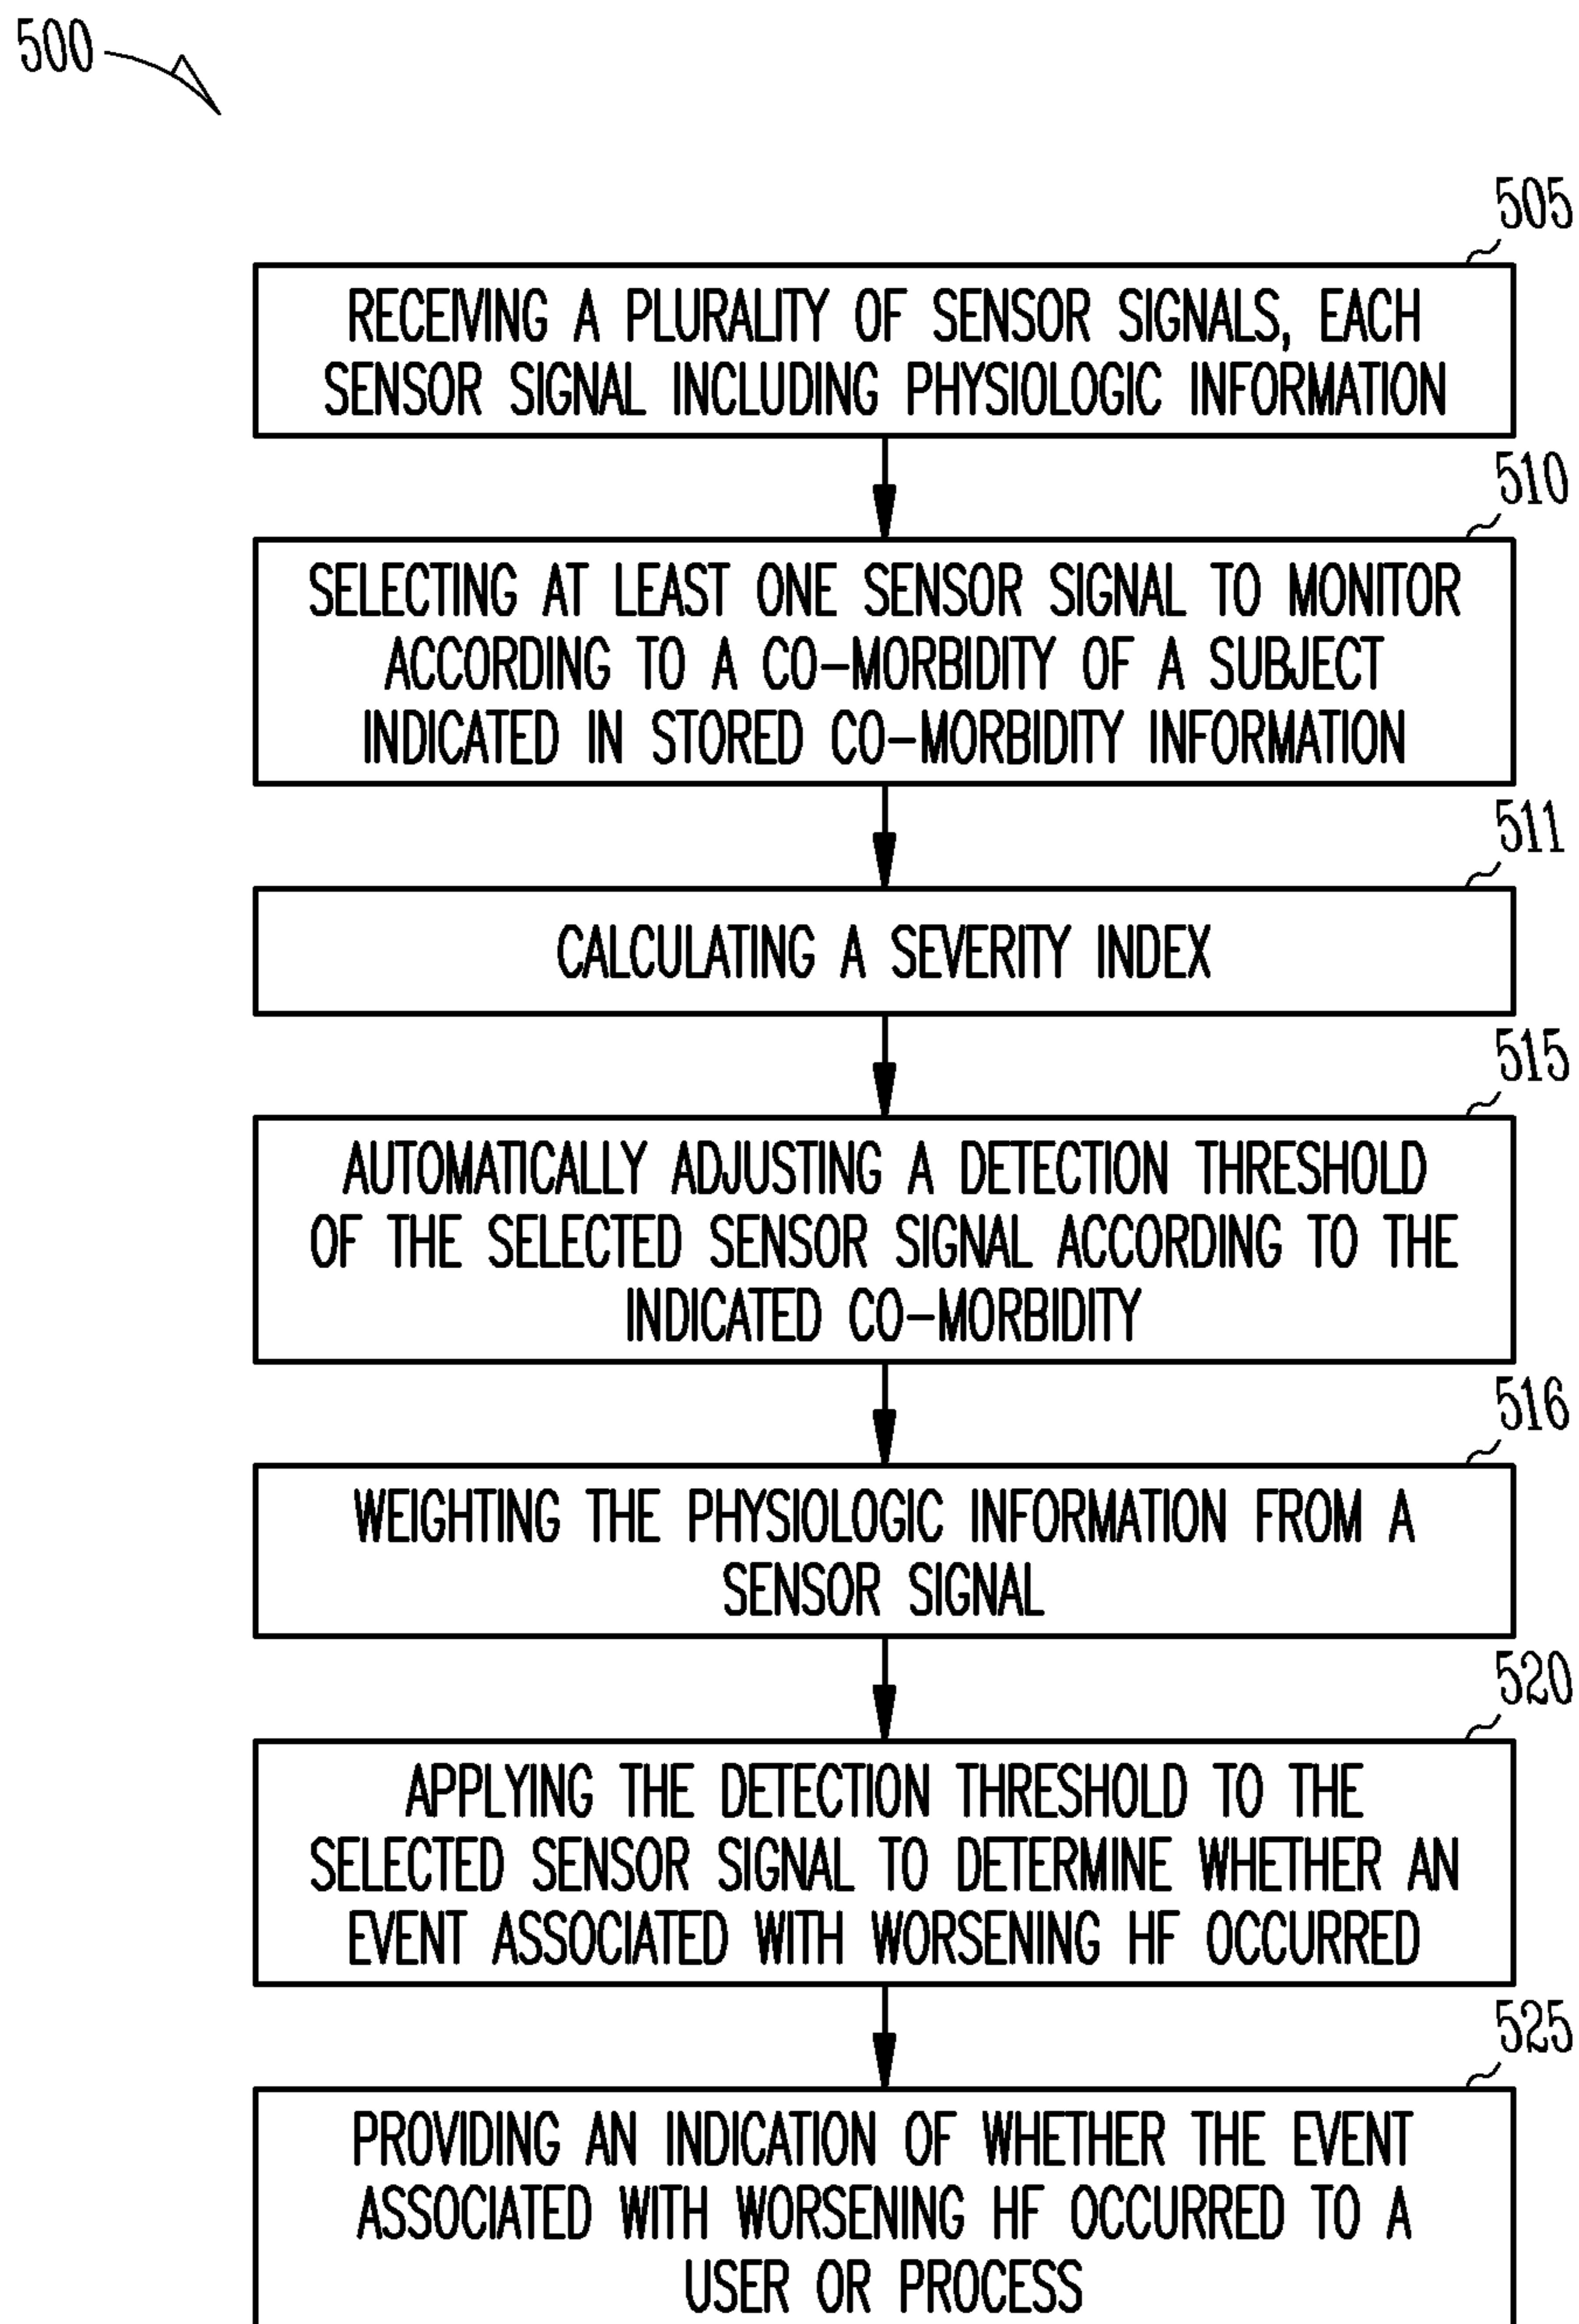 500
505
RECEIVING A PLURALITY OF SENSOR SIGNALS, EACH
SENSOR SIGNAL INCLUDING PHYSIOLOGIC INFORMATION
510
SELECTING AT LEAST ONE SENSOR SIGNAL TO MONITOR
ACCORDING TO A CO-MORBIDITY OF A SUBJECT
INDICATED IN STORED CO-MORBIDITY INFORMATION
511
CALCULATING A SEVERITY INDEX
515
AUTOMATICALLY ADJUSTING A DETECTION THRESHOLD
OF THE SELECTED SENSOR SIGNAL ACCORDING TO THE
INDICATED CO-MORBIDITY
516
WEIGHTING THE PHYSIOLOGIC INFORMATION FROM A
SENSOR SIGNAL
520
APPLYING THE DETECTION THRESHOLD TO THE
SELECTED SENSOR SIGNAL TO DETERMINE WHETHER AN
EVENT ASSOCIATED WITH WORSENING HF OCCURRED
525
PROVIDING AN INDICATION OF WHETHER THE EVENT
ASSOCIATED WITH WORSENING HF OCCURRED TO A
USER OR PROCESS